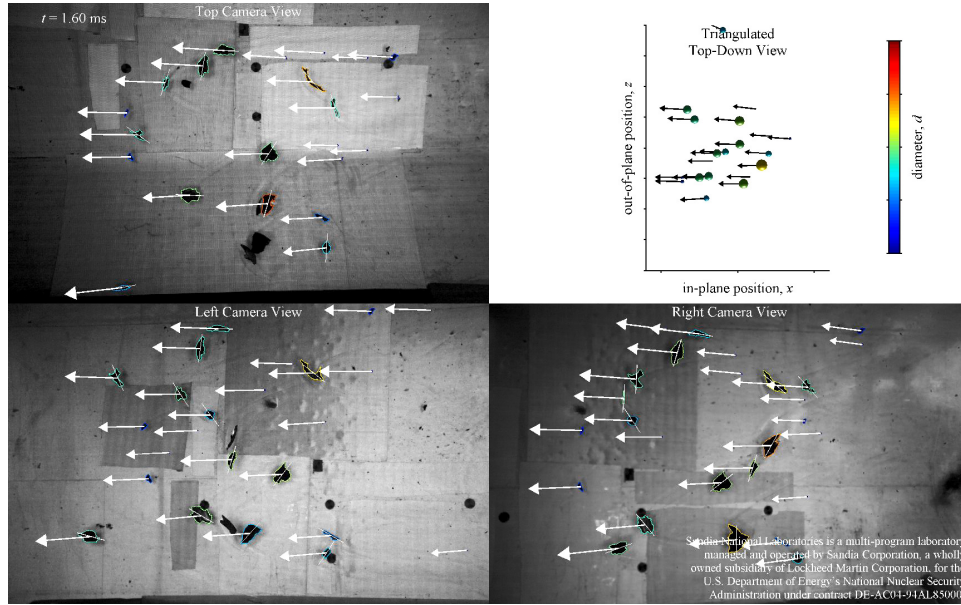 Top Camera View
t = 1.60 ms
Triangulated
Top-Down View
out-of-plane position, z
diameter, d
in-plane position, x
Left Camera View
Right Camera View
Sandia National Laboratories is a multi-program laboratory
managed and operated by Sandia Corporation, a wholly
owned subsidiary of Lockheed Martin Corporation, for the
U.S. Department of Energy's National Nuclear Security
Administration under contract DE-AC04-94AL85000